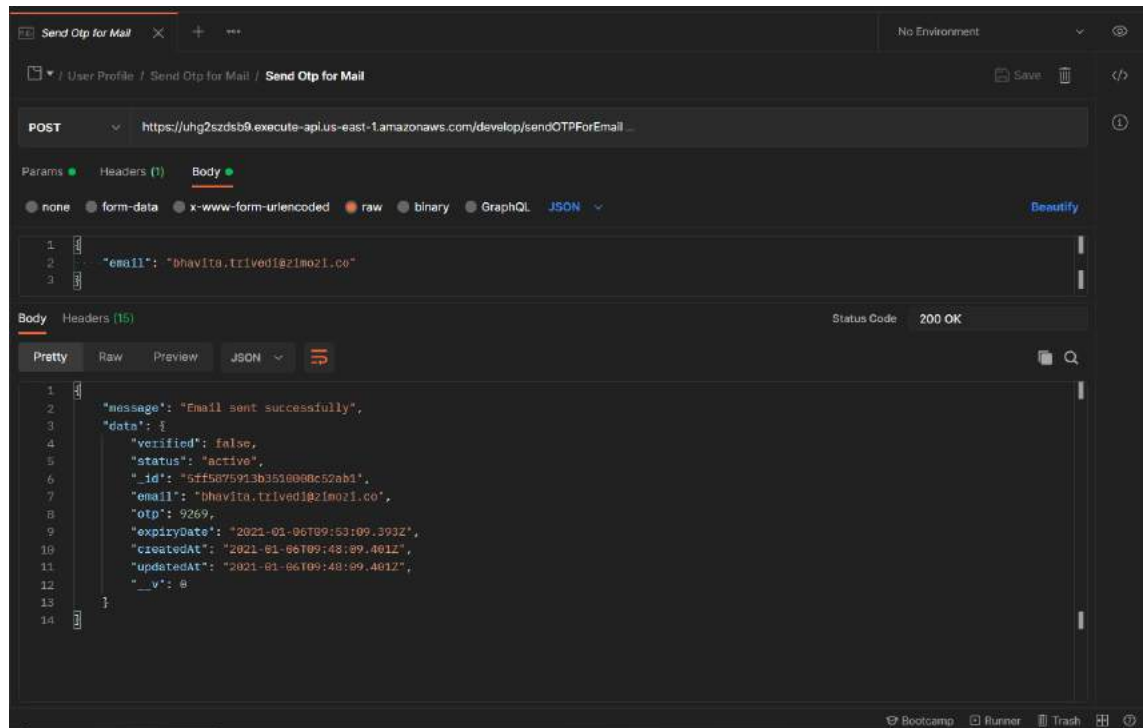 Send Otp for Mail
No Environment
/ User Profile / Send Otp for Mail / Send Otp for Mail
Save
POST
https://uhg2szdsb9.execute-api.us-east-1.amazonaws.com/develop/sendOTPForEmail ...
Params
Headers (1)
Body
none
form-data
x-www-form-urlencoded
raw
binary
GraphQL
JSON
Beautify
1 {
2 "email": "bhavita.trivedi@zimozi.co"
3 }
Body Headers (15)
Status Code 200 OK
Pretty Raw Preview JSON
1 {
2 "message": "Email sent successfully",
3 "data": {
4 "verified": false,
5 "status": "active",
6 "_id":
7 "email": "bhavita.trivedi@zimozi.co",
8 "otp": 9269,
9 "expiryDate": "2021-01-06T09:53:09.393Z",
10 "createdAt": "2021-01-06T09:48:09.401Z",
11 "updatedAt": "2021-01-06T09:48:09.401Z",
12 "__v": 0
13 }
14 }
Bootcamp Runner Trash